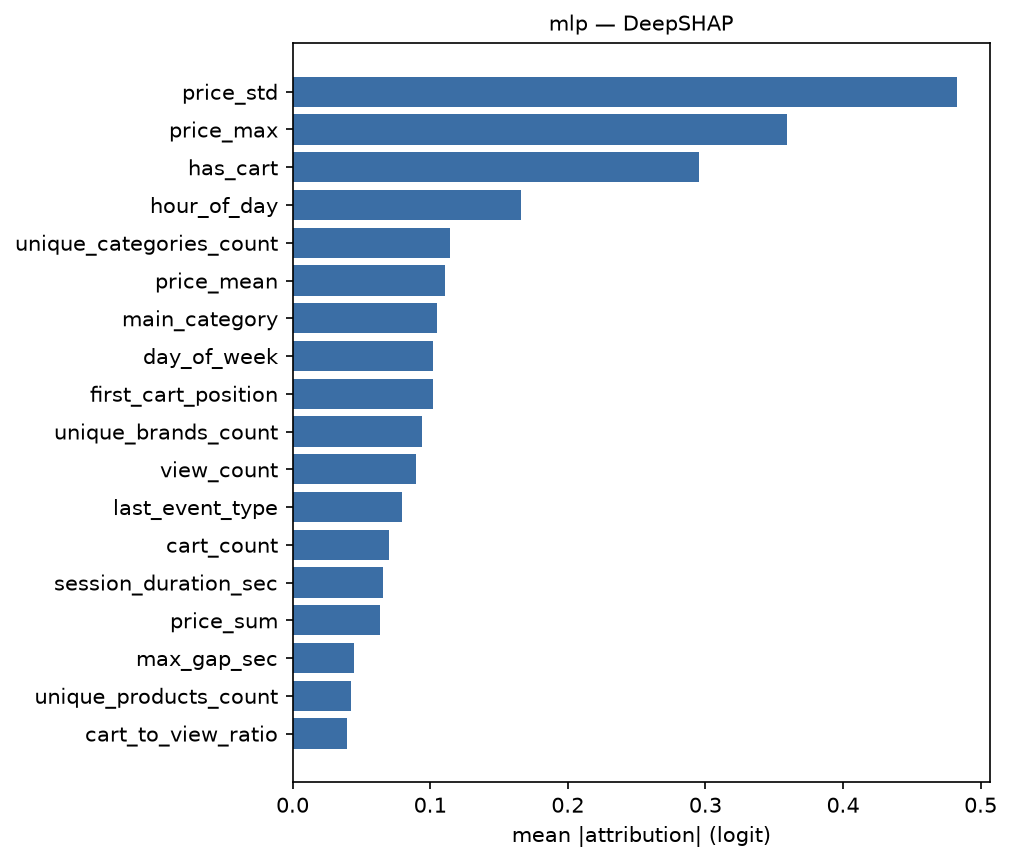 mlp — DeepSHAP
price_std
price_max
has_cart
hour_of_day
unique_categories_count
price_mean
main_category
day_of_week
first_cart_position
unique_brands_count
view_count
last_event_type
cart_count
session_duration_sec
price_sum
max_gap_sec
unique_products_count
cart_to_view_ratio
0.0 0.1 0.2 0.3 0.4 0.5
mean |attribution| (logit)